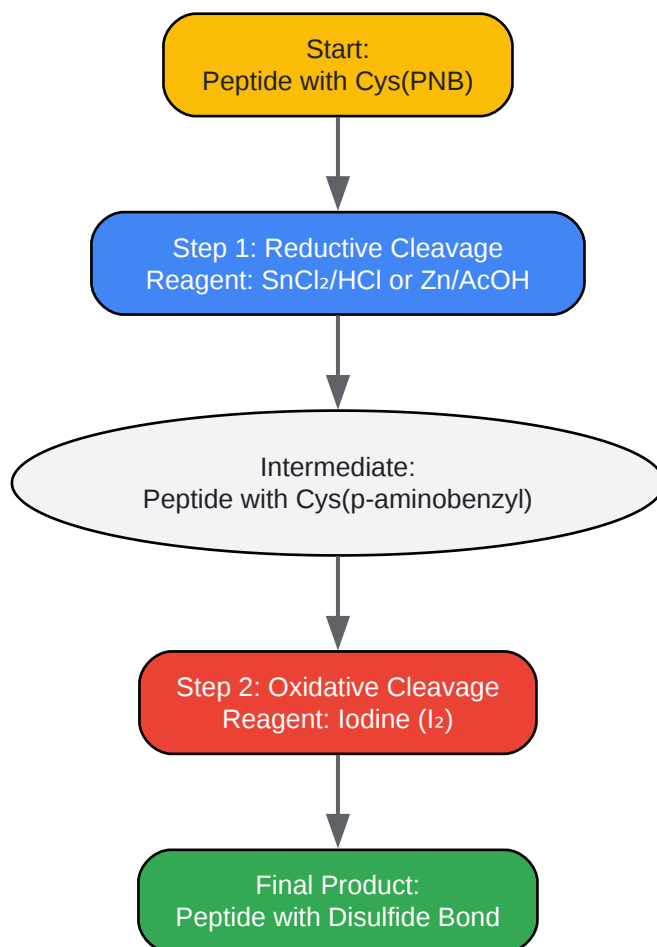 Start:
Peptide with Cys(PNB)
Step 1: Reductive Cleavage
Reagent: SnCl₂/HCl or Zn/AcOH
Intermediate:
Peptide with Cys(p-aminobenzyl)
Step 2: Oxidative Cleavage
Reagent: Iodine (I₂)
Final Product:
Peptide with Disulfide Bond